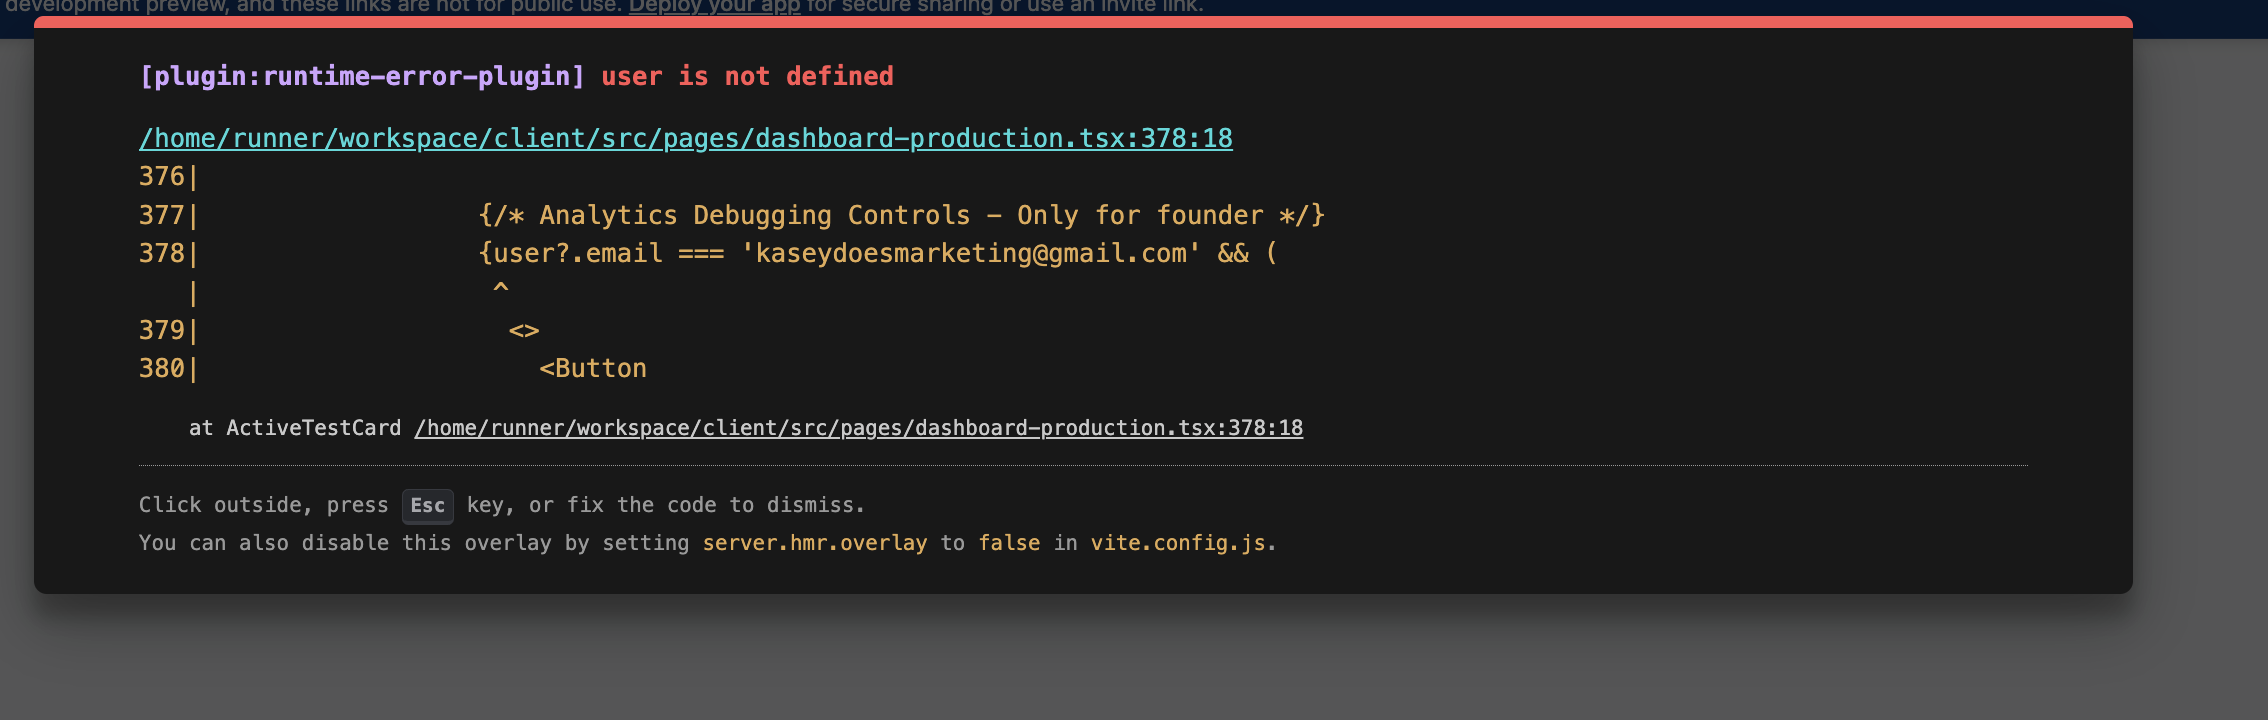 development preview, and these links are not for public use. Deploy your app for secure sharing or use an invite link.
[plugin:runtime-error-plugin] user is not defined
/home/runner/workspace/client/src/pages/dashboard-production.tsx:378:18
376|
377|                  {/* Analytics Debugging Controls - Only for founder */}
378|                  {user?.email === 'kaseydoesmarketing@gmail.com' && (
   |                   ^
379|                    <>
380|                      <Button
at ActiveTestCard /home/runner/workspace/client/src/pages/dashboard-production.tsx:378:18
Click outside, press Esc key, or fix the code to dismiss.
You can also disable this overlay by setting server.hmr.overlay to false in vite.config.js.